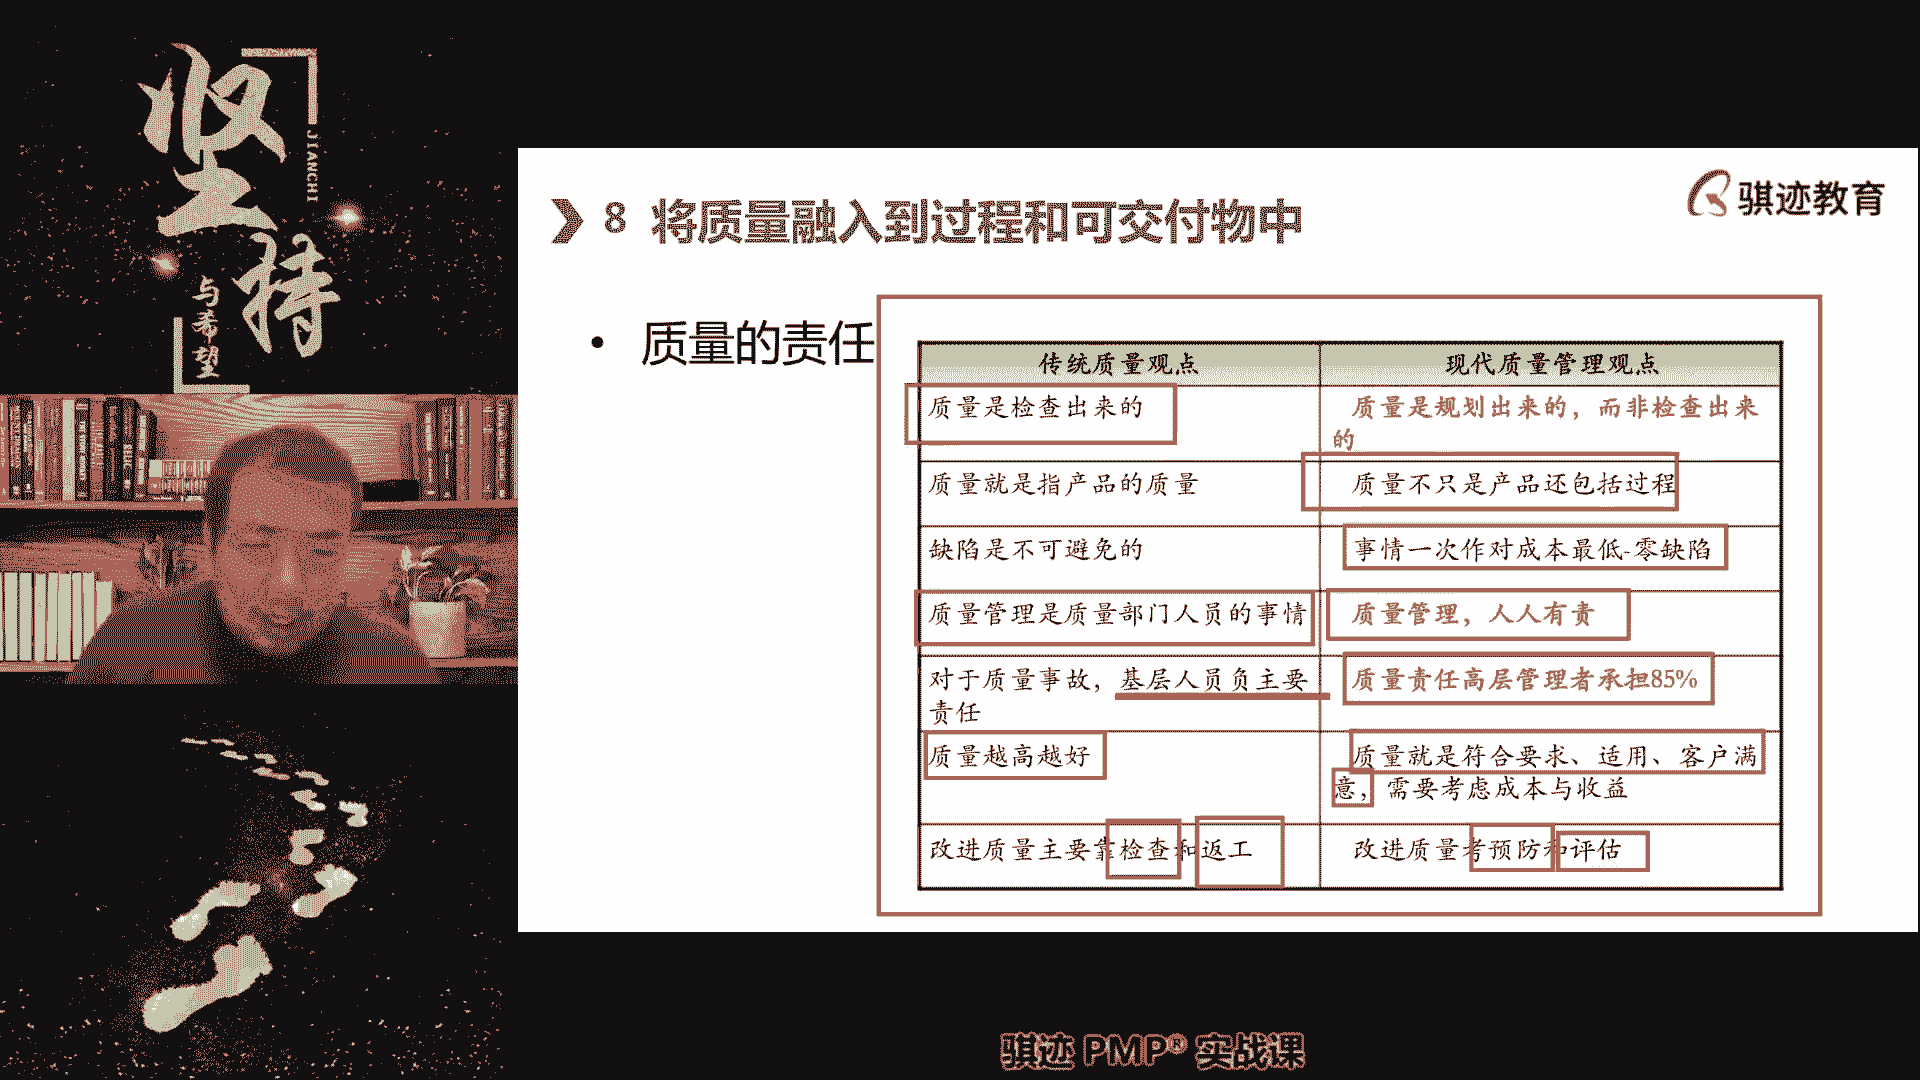 坚持
JIANCHI
与希望
骐迹教育
8 将质量融入到过程和可交付物中
• 质量的责任
传统质量观点
现代质量管理观点
质量是检查出来的
质量是规划出来的，而非检查出来
的
质量就是指产品的质量
质量不只是产品还包括过程
缺陷是不可避免的
事情一次作对成本最低-零缺陷
质量管理是质量部门人员的事情
质量管理，人人有责
对于质量事故，基层人员负主要
责任
质量责任高层管理者承担85%
质量越高越好
质量就是符合要求、适用、客户满
意，需要考虑成本与收益
改进质量主要靠检查和返工
改进质量考预防和评估
骐迹 PMP® 实战课